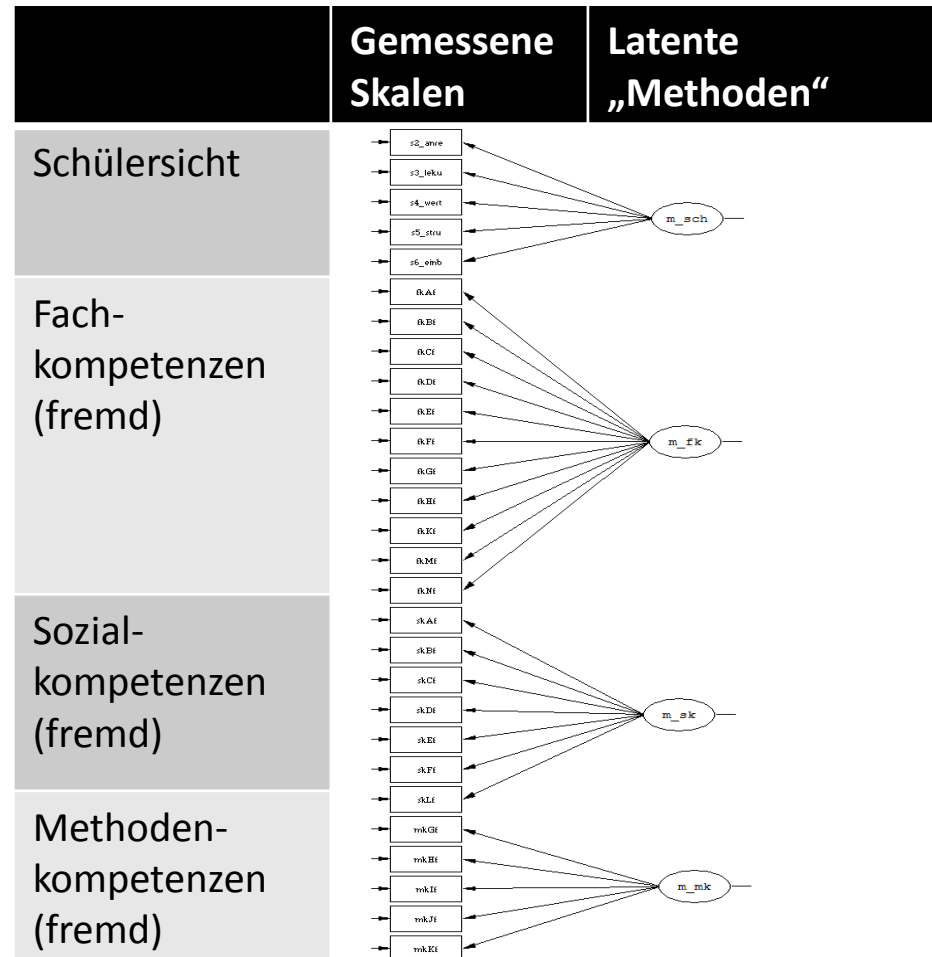 Gemessene
Skalen
Latente
„Methoden“
Schülersicht
s2_anre
s3_leku
s4_wert
s5_stru
s6_einb
m_sch
Fach-
kompetenzen
(fremd)
fkAf
fkBf
fkCf
fkDf
fkEf
fkFf
fkGf
fkHf
fkKf
fkMf
fkNf
m_fk
Sozial-
kompetenzen
(fremd)
skAf
skBf
skCf
skDf
skEf
skFf
skLf
m_sk
Methoden-
kompetenzen
(fremd)
mkGf
mkHf
mkIf
mkJf
mkKf
m_mk